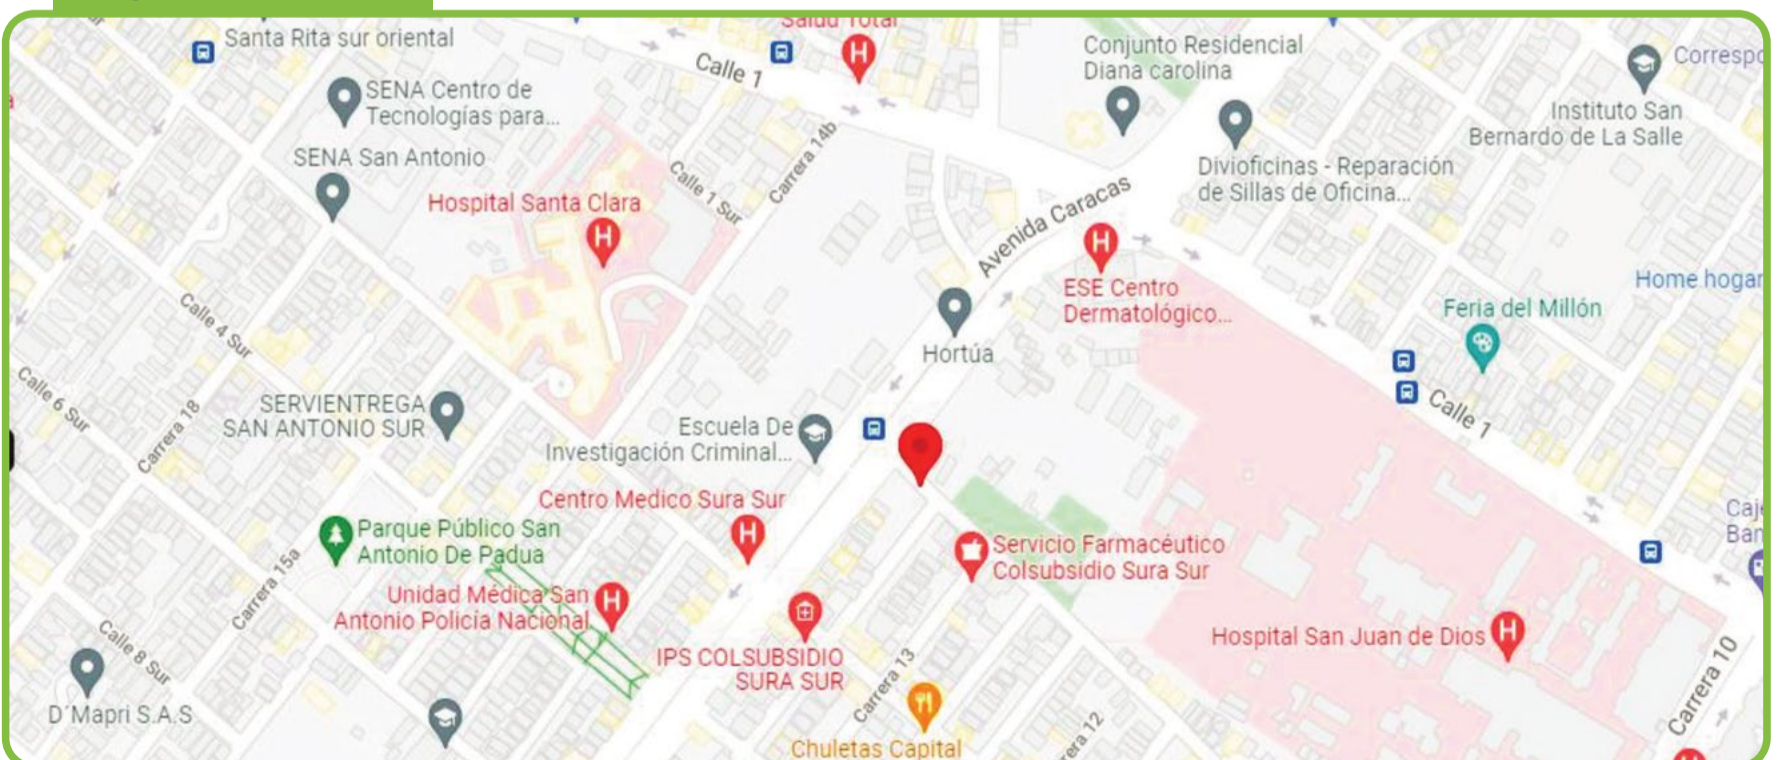 Salud Total
Santa Rita sur oriental
Calle 1
Conjunto Residencial
Diana carolina
SENA Centro de
Tecnologías para...
Instituto San
Bernardo de La Salle
SENA San Antonio
Carrera 14b
Calle 1 Sur
Divioficinas - Reparación
de Sillas de Oficina...
Hospital Santa Clara
H
H
H
Avenida Caracas
ESE Centro
Dermatológico...
Home hogar
Feria del Millón
Calle 4 Sur
Hortúa
Calle 6 Sur
Carrera 18
SERVIENTREGA
SAN ANTONIO SUR
Calle 1
Escuela De
Investigación Criminal...
Centro Medico Sura Sur
H
Parque Público San
Antonio De Padua
Servicio Farmacéutico
Colsubsidio Sura Sur
Carrera 15a
Unidad Médica San
Antonio Policía Nacional
H
Hospital San Juan de Dios
H
Calle 8 Sur
IPS COLSUBSIDIO
SURA SUR
Carrera 13
Carrera 10
D´Mapri S.A.S
Chuletas Capital